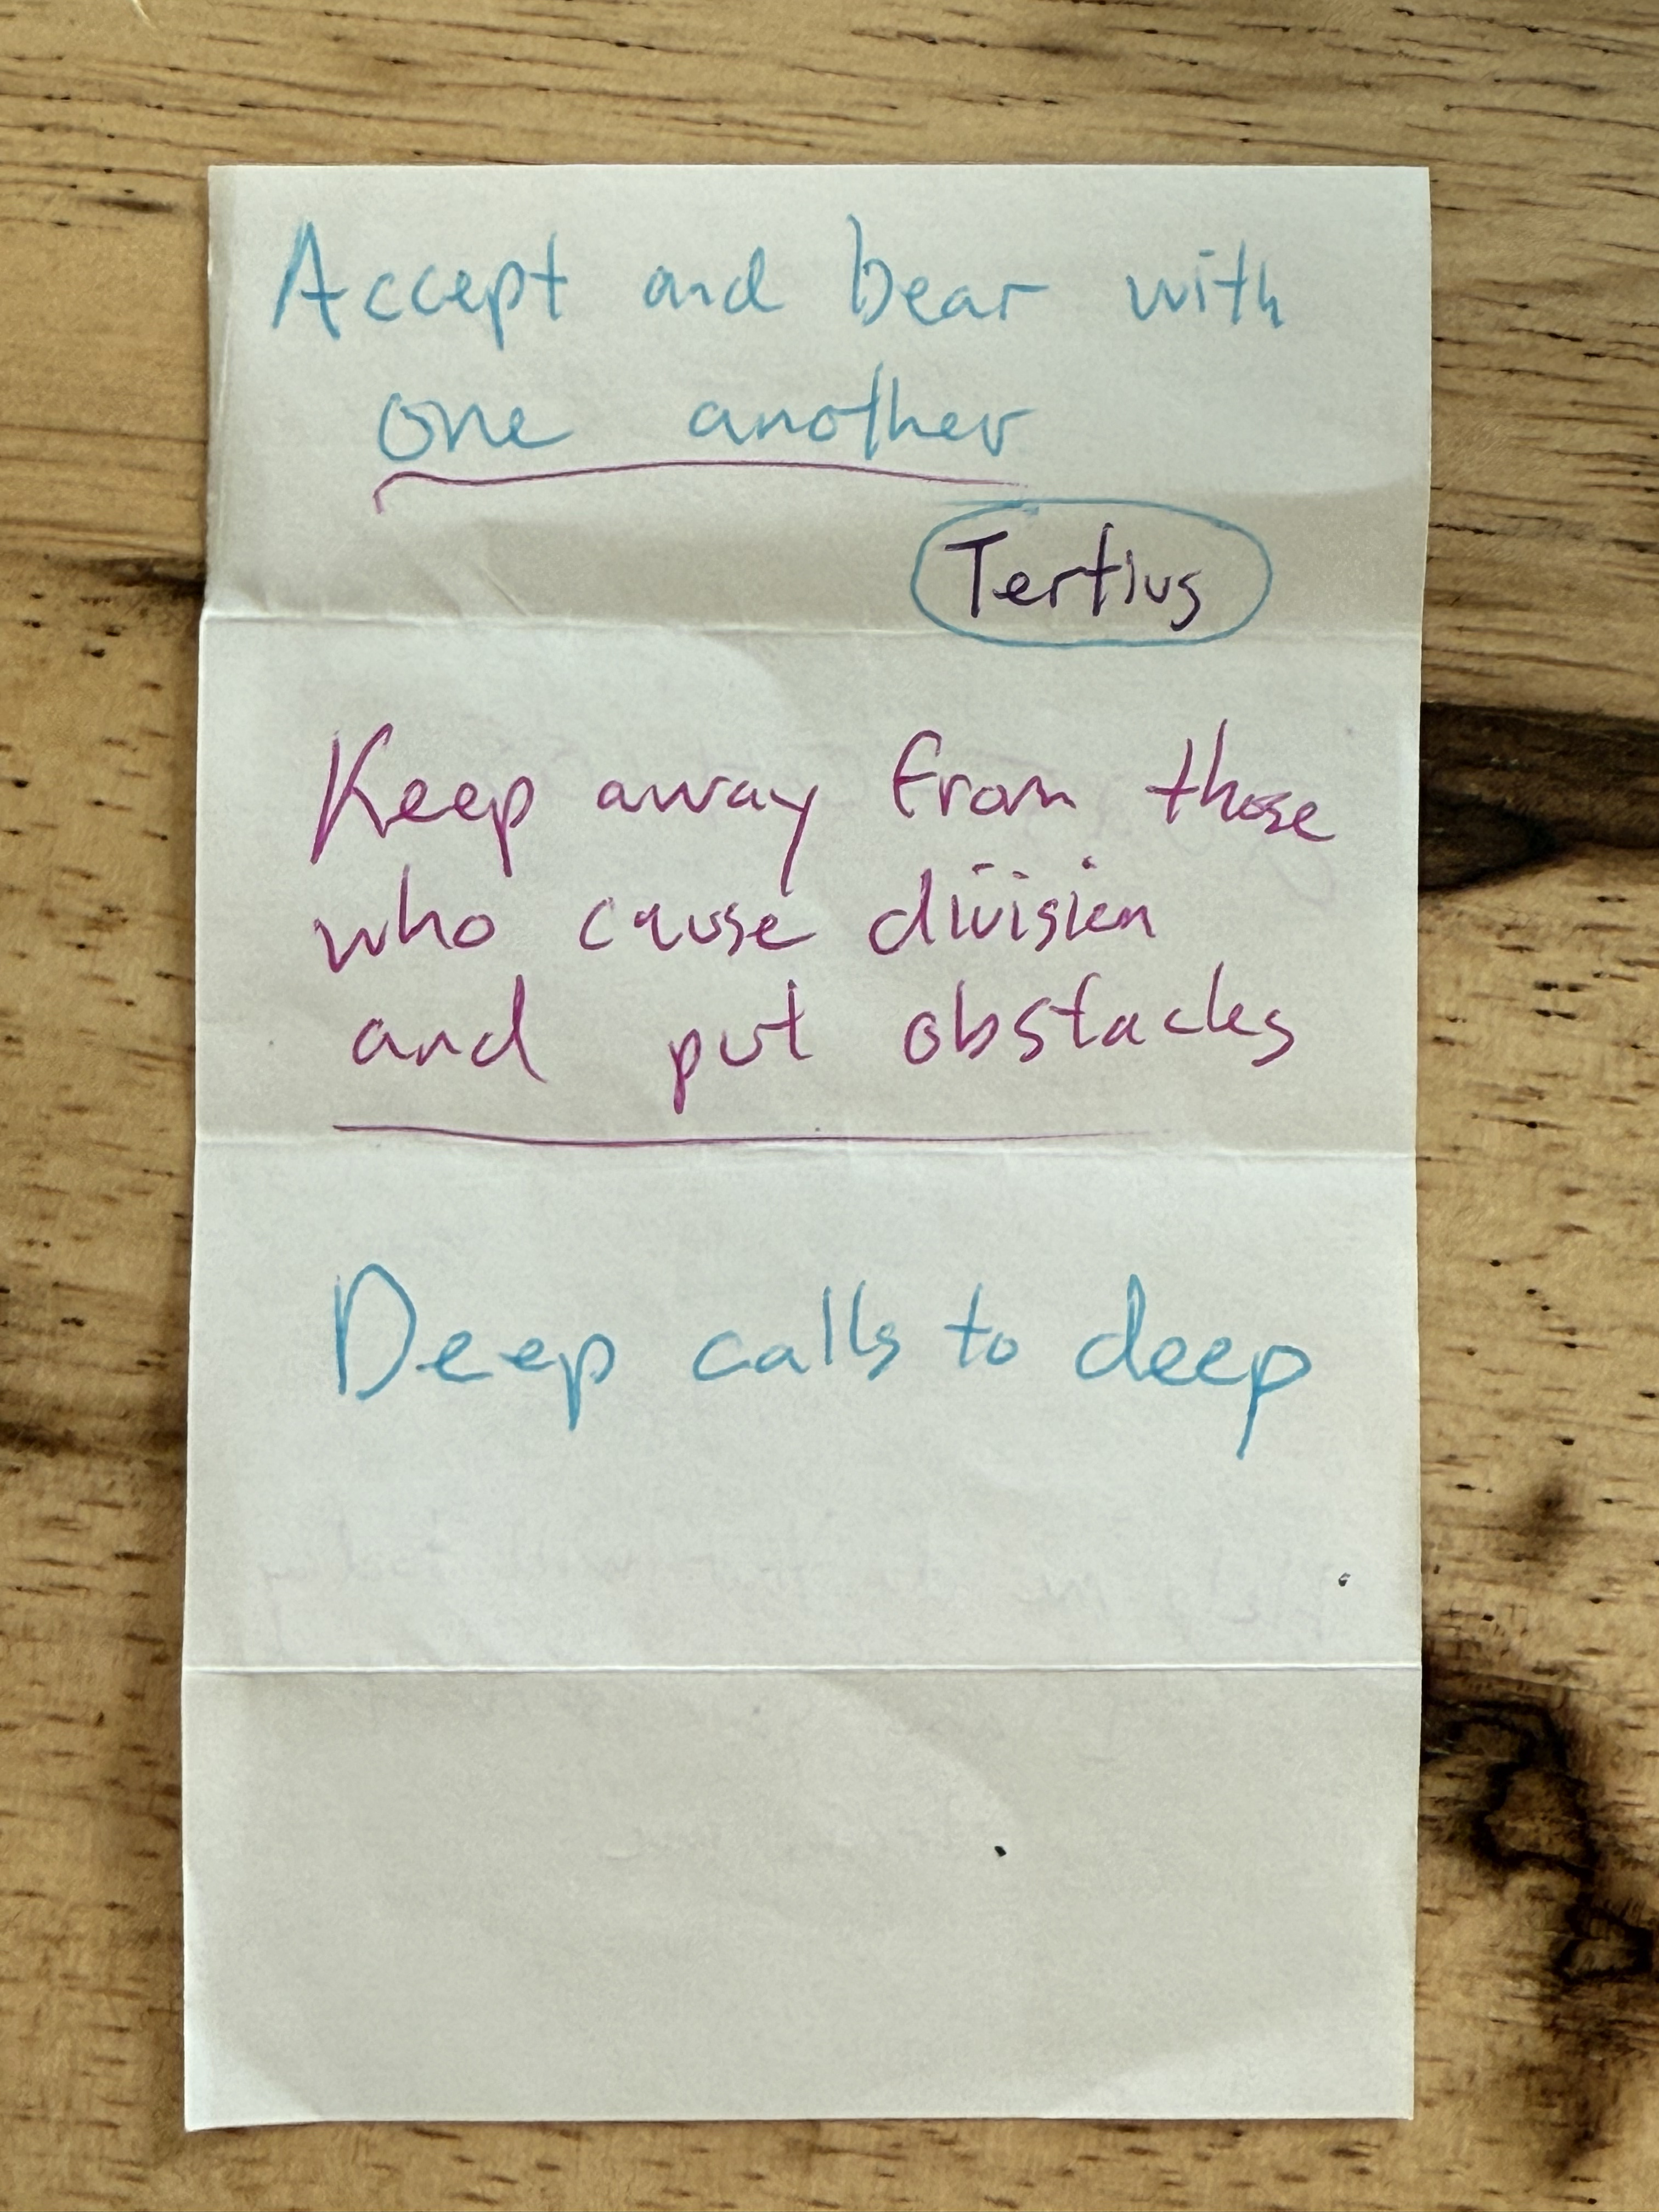 Accept and bear with
one another
Tertius
Keep away from those
who cause division
and put obstacles
Deep calls to deep